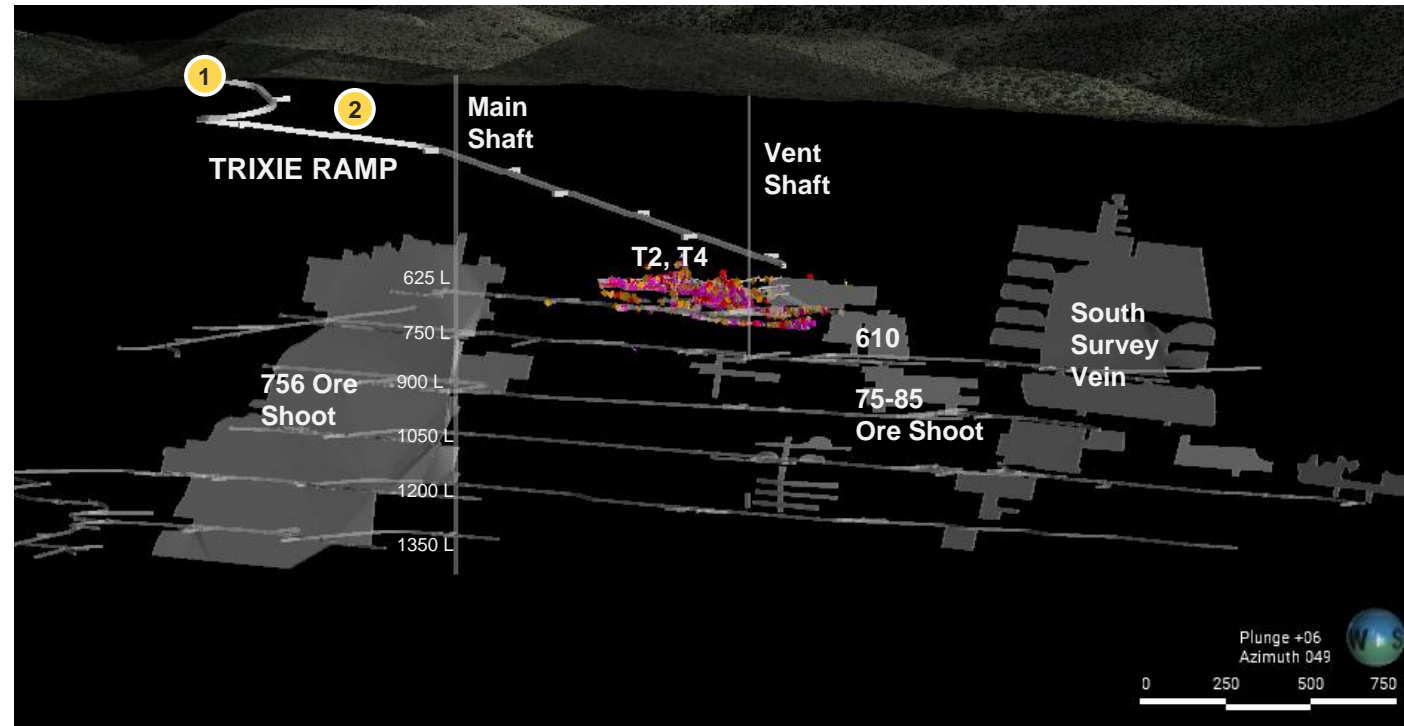 1
2
Main
Shaft
TRIXIE RAMP
Vent
Shaft
T2, T4
625 L
750 L
610
South
Survey
Vein
756 Ore
Shoot
900 L
75-85
Ore Shoot
1050 L
1200 L
1350 L
Plunge +06
Azimuth 049
W S
0 250 500 750